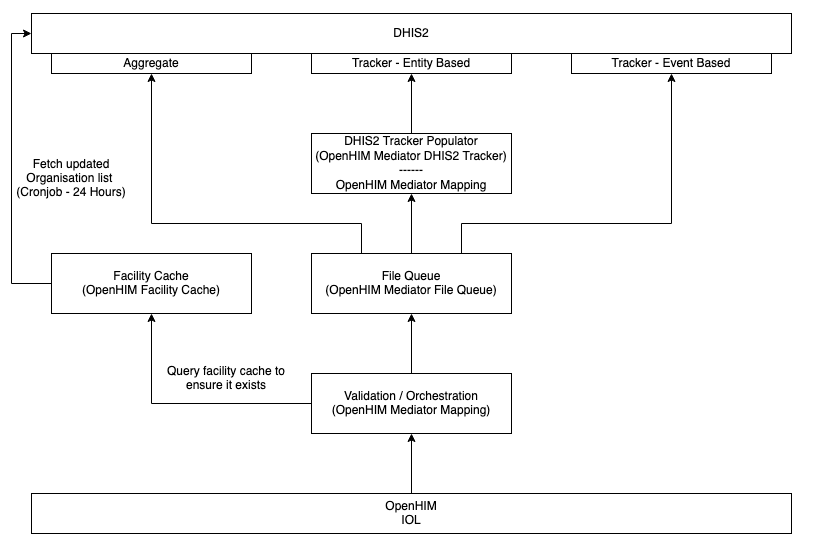 DHIS2
Aggregate
Tracker - Entity Based
Tracker - Event Based
DHIS2 Tracker Populator
(OpenHIM Mediator DHIS2 Tracker)
------
OpenHIM Mediator Mapping
Fetch updated
Organisation list
(Cronjob - 24 Hours)
Facility Cache
(OpenHIM Facility Cache)
File Queue
(OpenHIM Mediator File Queue)
Query facility cache to
ensure it exists
Validation / Orchestration
(OpenHIM Mediator Mapping)
OpenHIM
IOL